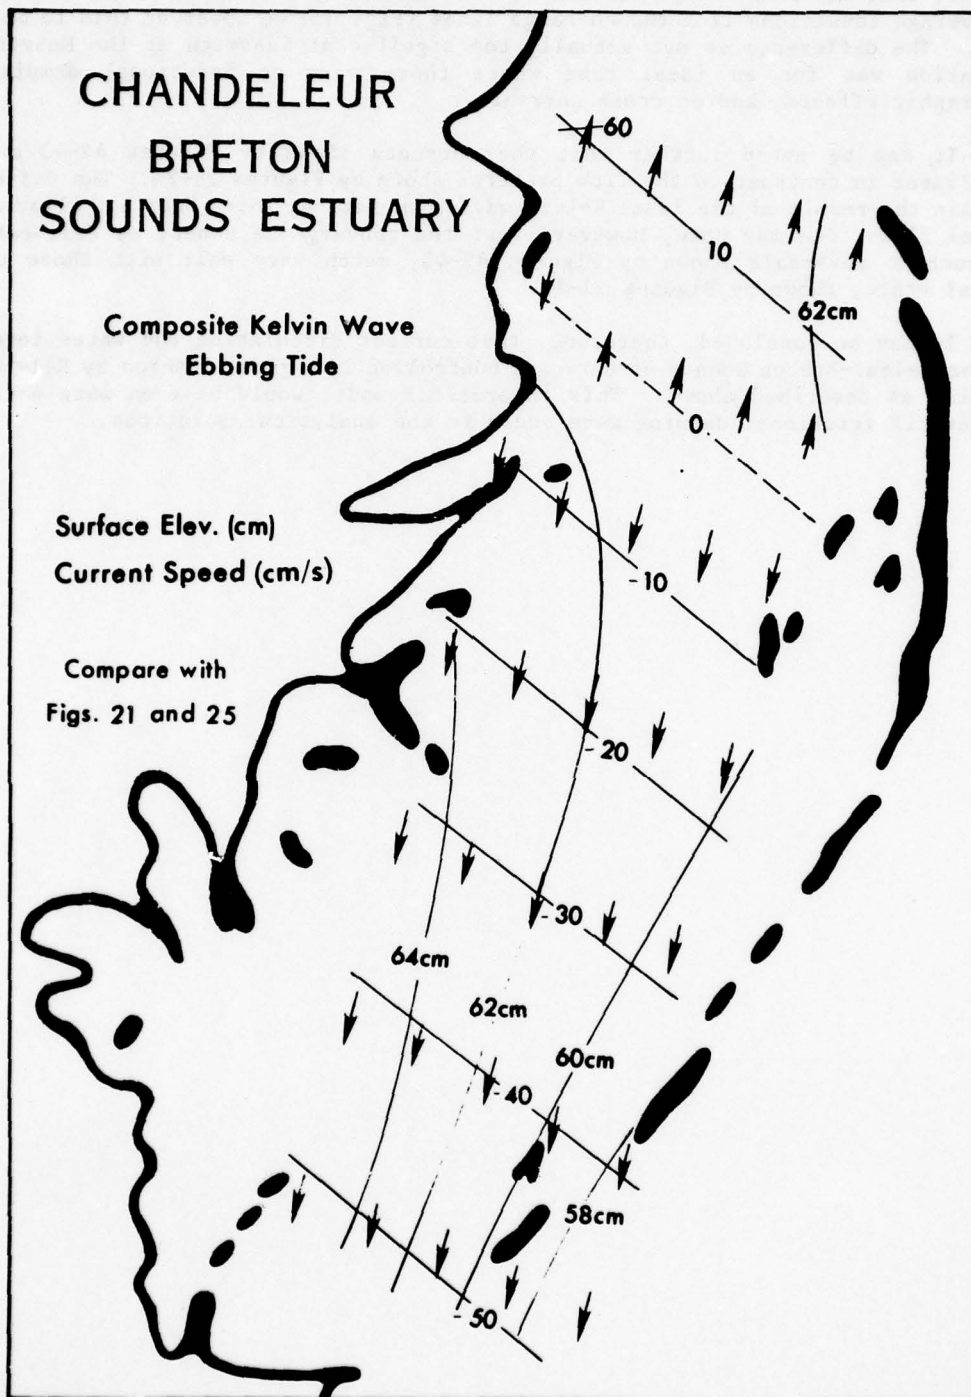 CHANDELEUR
BRETON
SOUNDS ESTUARY
Composite Kelvin Wave
Ebbing Tide
Surface Elev. (cm)
Current Speed (cm/s)
Compare with
Figs. 21 and 25
60
10
62cm
0
-10
-20
-30
64cm
62cm
60cm
-40
58cm
-50